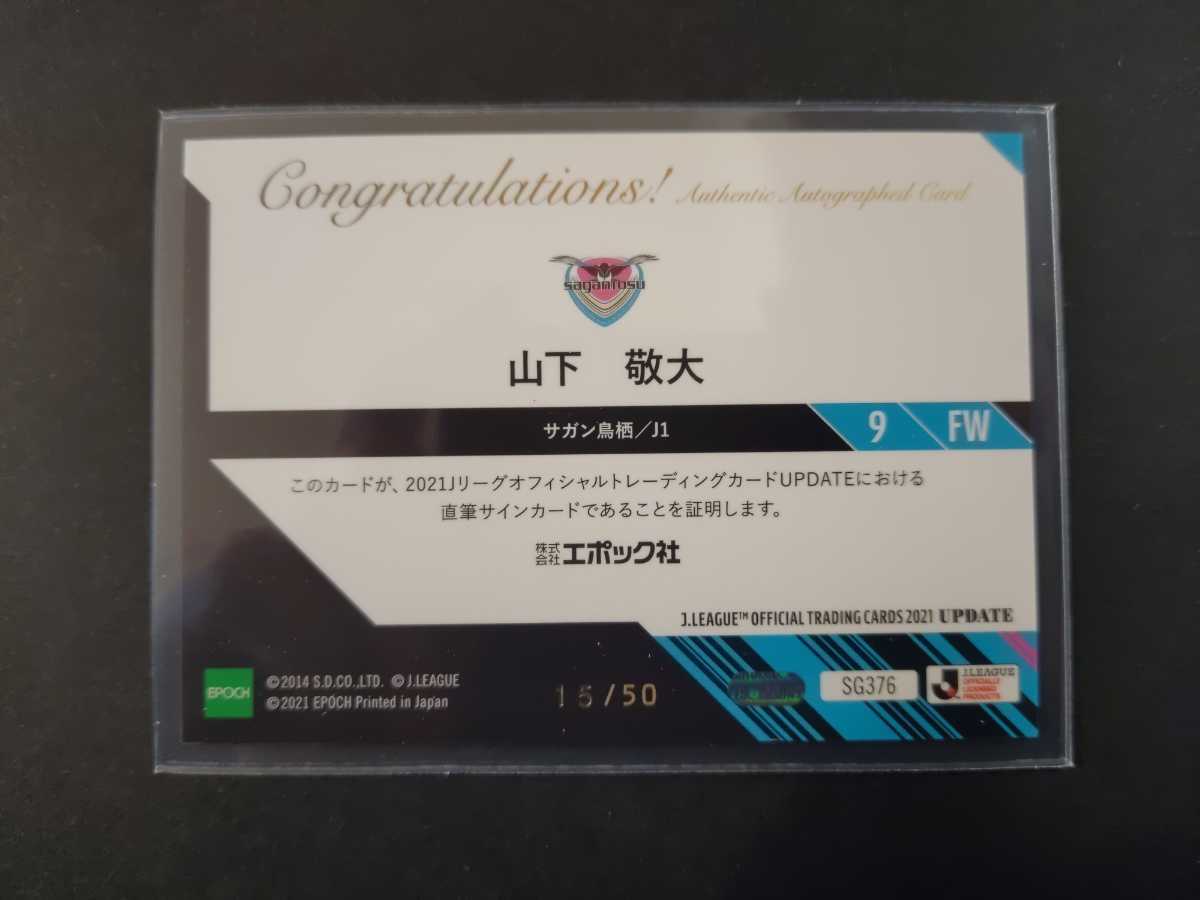 Congratulations! Authentic Autographed Card
sagantosu
山下　敬大
サガン鳥栖／J1
9 FW
このカードが、2021JリーグオフィシャルトレーディングカードUPDATEにおける
直筆サインカードであることを証明します。
株式会社エポック社
J.LEAGUE™ OFFICIAL TRADING CARDS 2021 UPDATE
EPOCH
©2014 S.D.CO.,LTD. ©J.LEAGUE
©2021 EPOCH Printed in Japan
15/50
SG376
J.LEAGUE
OFFICIALLY
LICENSED
PRODUCTS